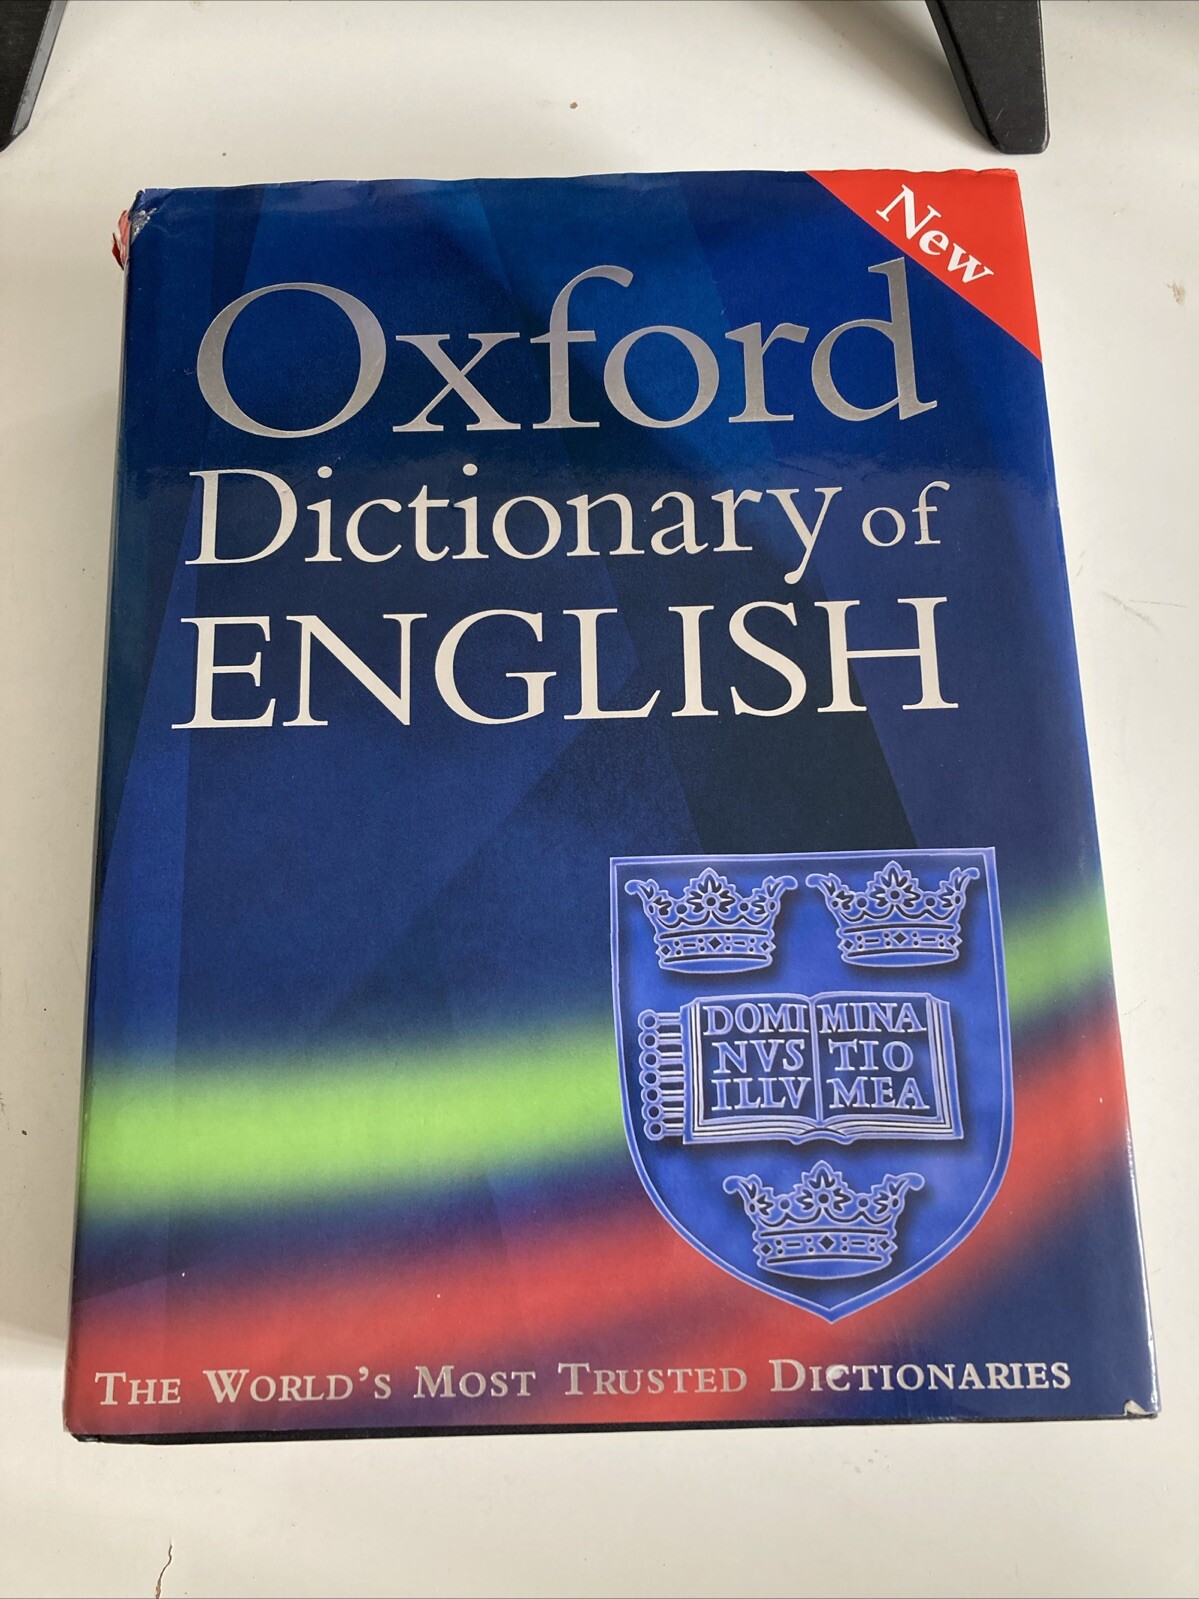 New
Oxford
Dictionary of
ENGLISH
DOMI MINA
NVS TIO
ILLV MEA
THE WORLD'S MOST TRUSTED DICTIONARIES